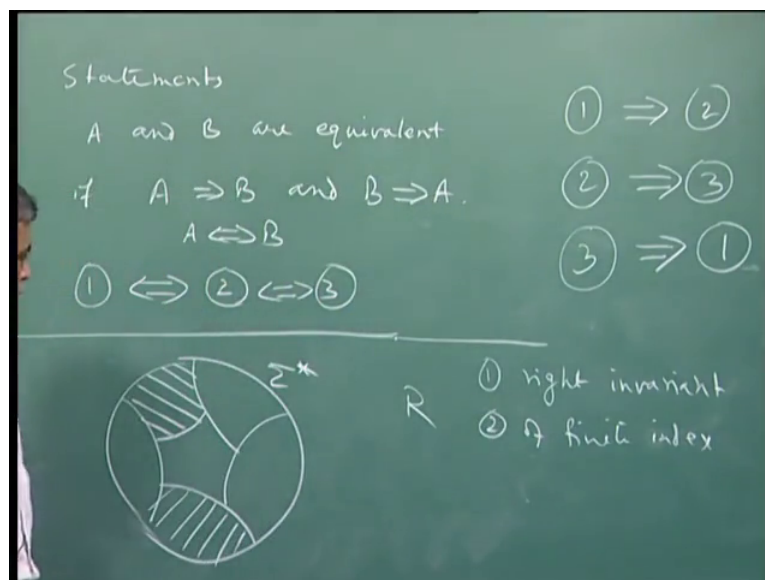 Statements
A and B are equivalent
if A ⇒ B and B ⇒ A.
A ⇔ B
① ⇔ ② ⇔ ③
① ⇒ ②
② ⇒ ③
③ ⇒ ①
Σ*
R
① right invariant
② of finite index